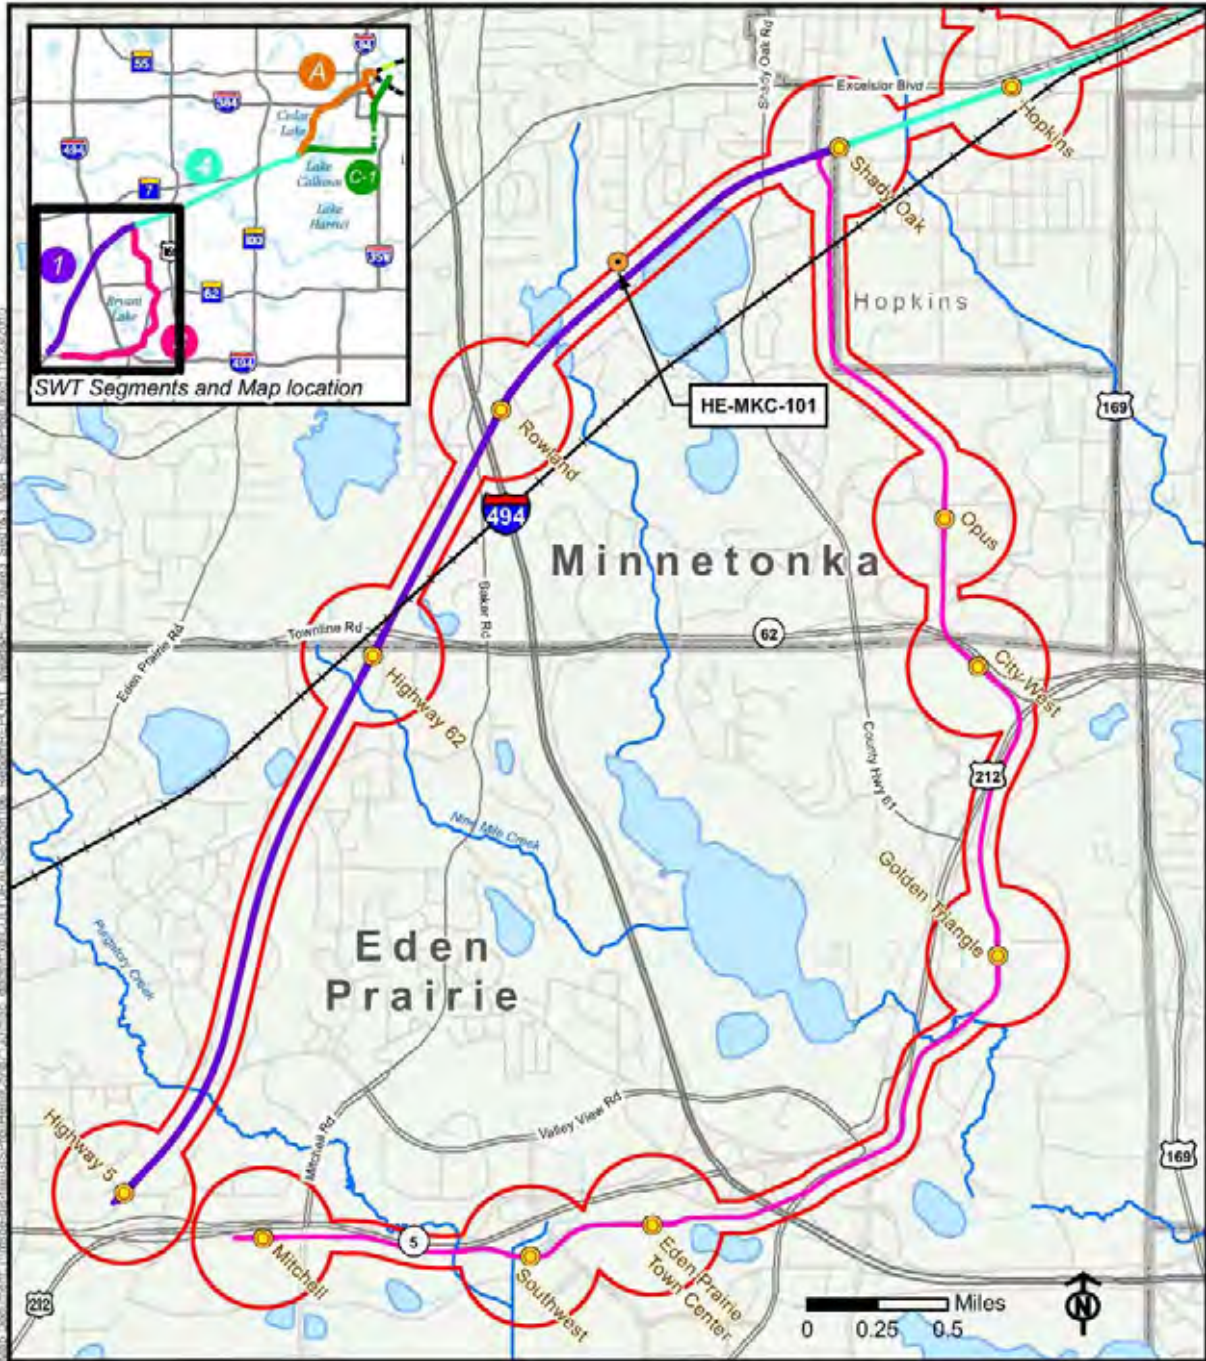 55
94
A
394
Cedar
Lake
494
4
Lake
Calhoun
C-1
7
Lake
Harriet
100
1
62
Bryant
Lake
494
SWT Segments and Map location
Shady Oak Rd
Excelsior Blvd
Hopkins
Shady Oak
Hopkins
HE-MKC-101
169
Rowland
494
Opus
Minnetonka
Baker Rd
Townline Rd
62
Eden Prairie Rd
City West
Highway 62
County Hwy 61
212
Nine Mile Creek
Golden Triangle
Purgatory Creek
Eden
Prairie
Valley View Rd
Mitchell Rd
Highway 5
169
5
Mitchell
Southwest
Eden Prairie
Town Center
212
Miles
0 0.25 0.5
N